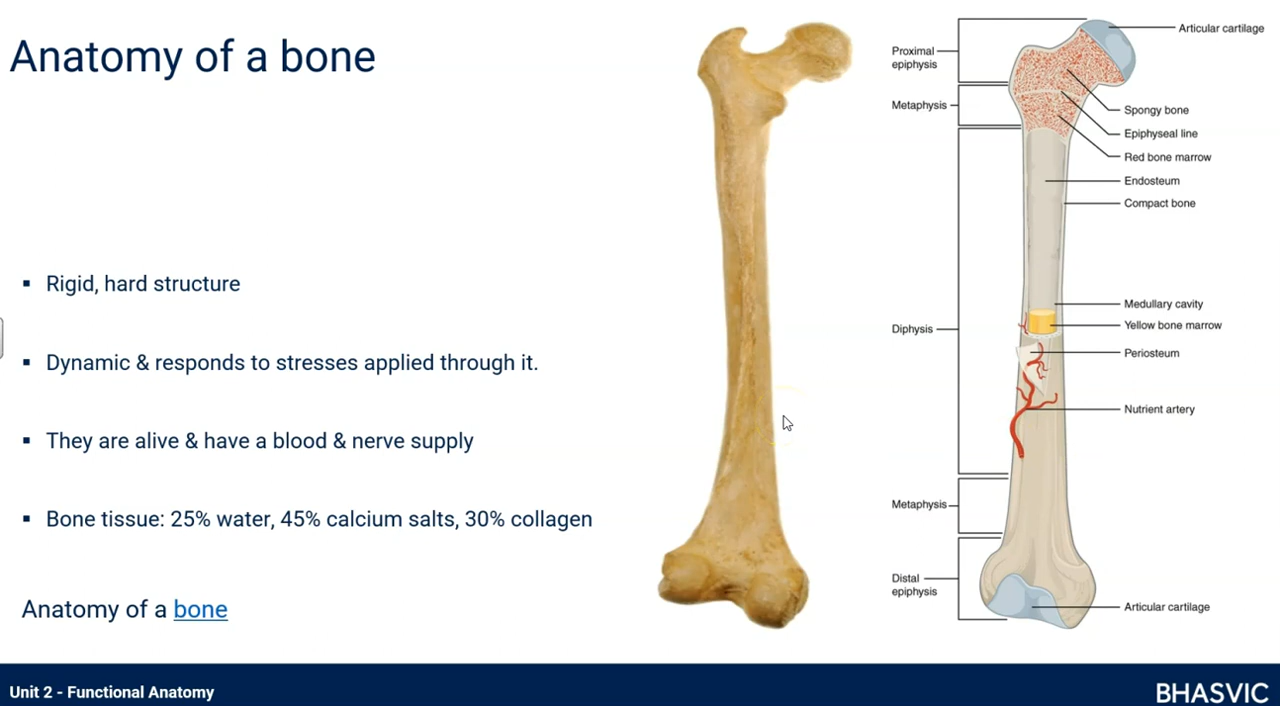 Anatomy of a bone
▪ Rigid, hard structure
▪ Dynamic & responds to stresses applied through it.
▪ They are alive & have a blood & nerve supply
▪ Bone tissue: 25% water, 45% calcium salts, 30% collagen
Anatomy of a bone
Proximal
epiphysis
Metaphysis
Diphysis
Metaphysis
Distal
epiphysis
Articular cartilage
Spongy bone
Epiphyseal line
Red bone marrow
Endosteum
Compact bone
Medullary cavity
Yellow bone marrow
Periosteum
Nutrient artery
Articular cartilage
Unit 2 - Functional Anatomy
BHASVIC